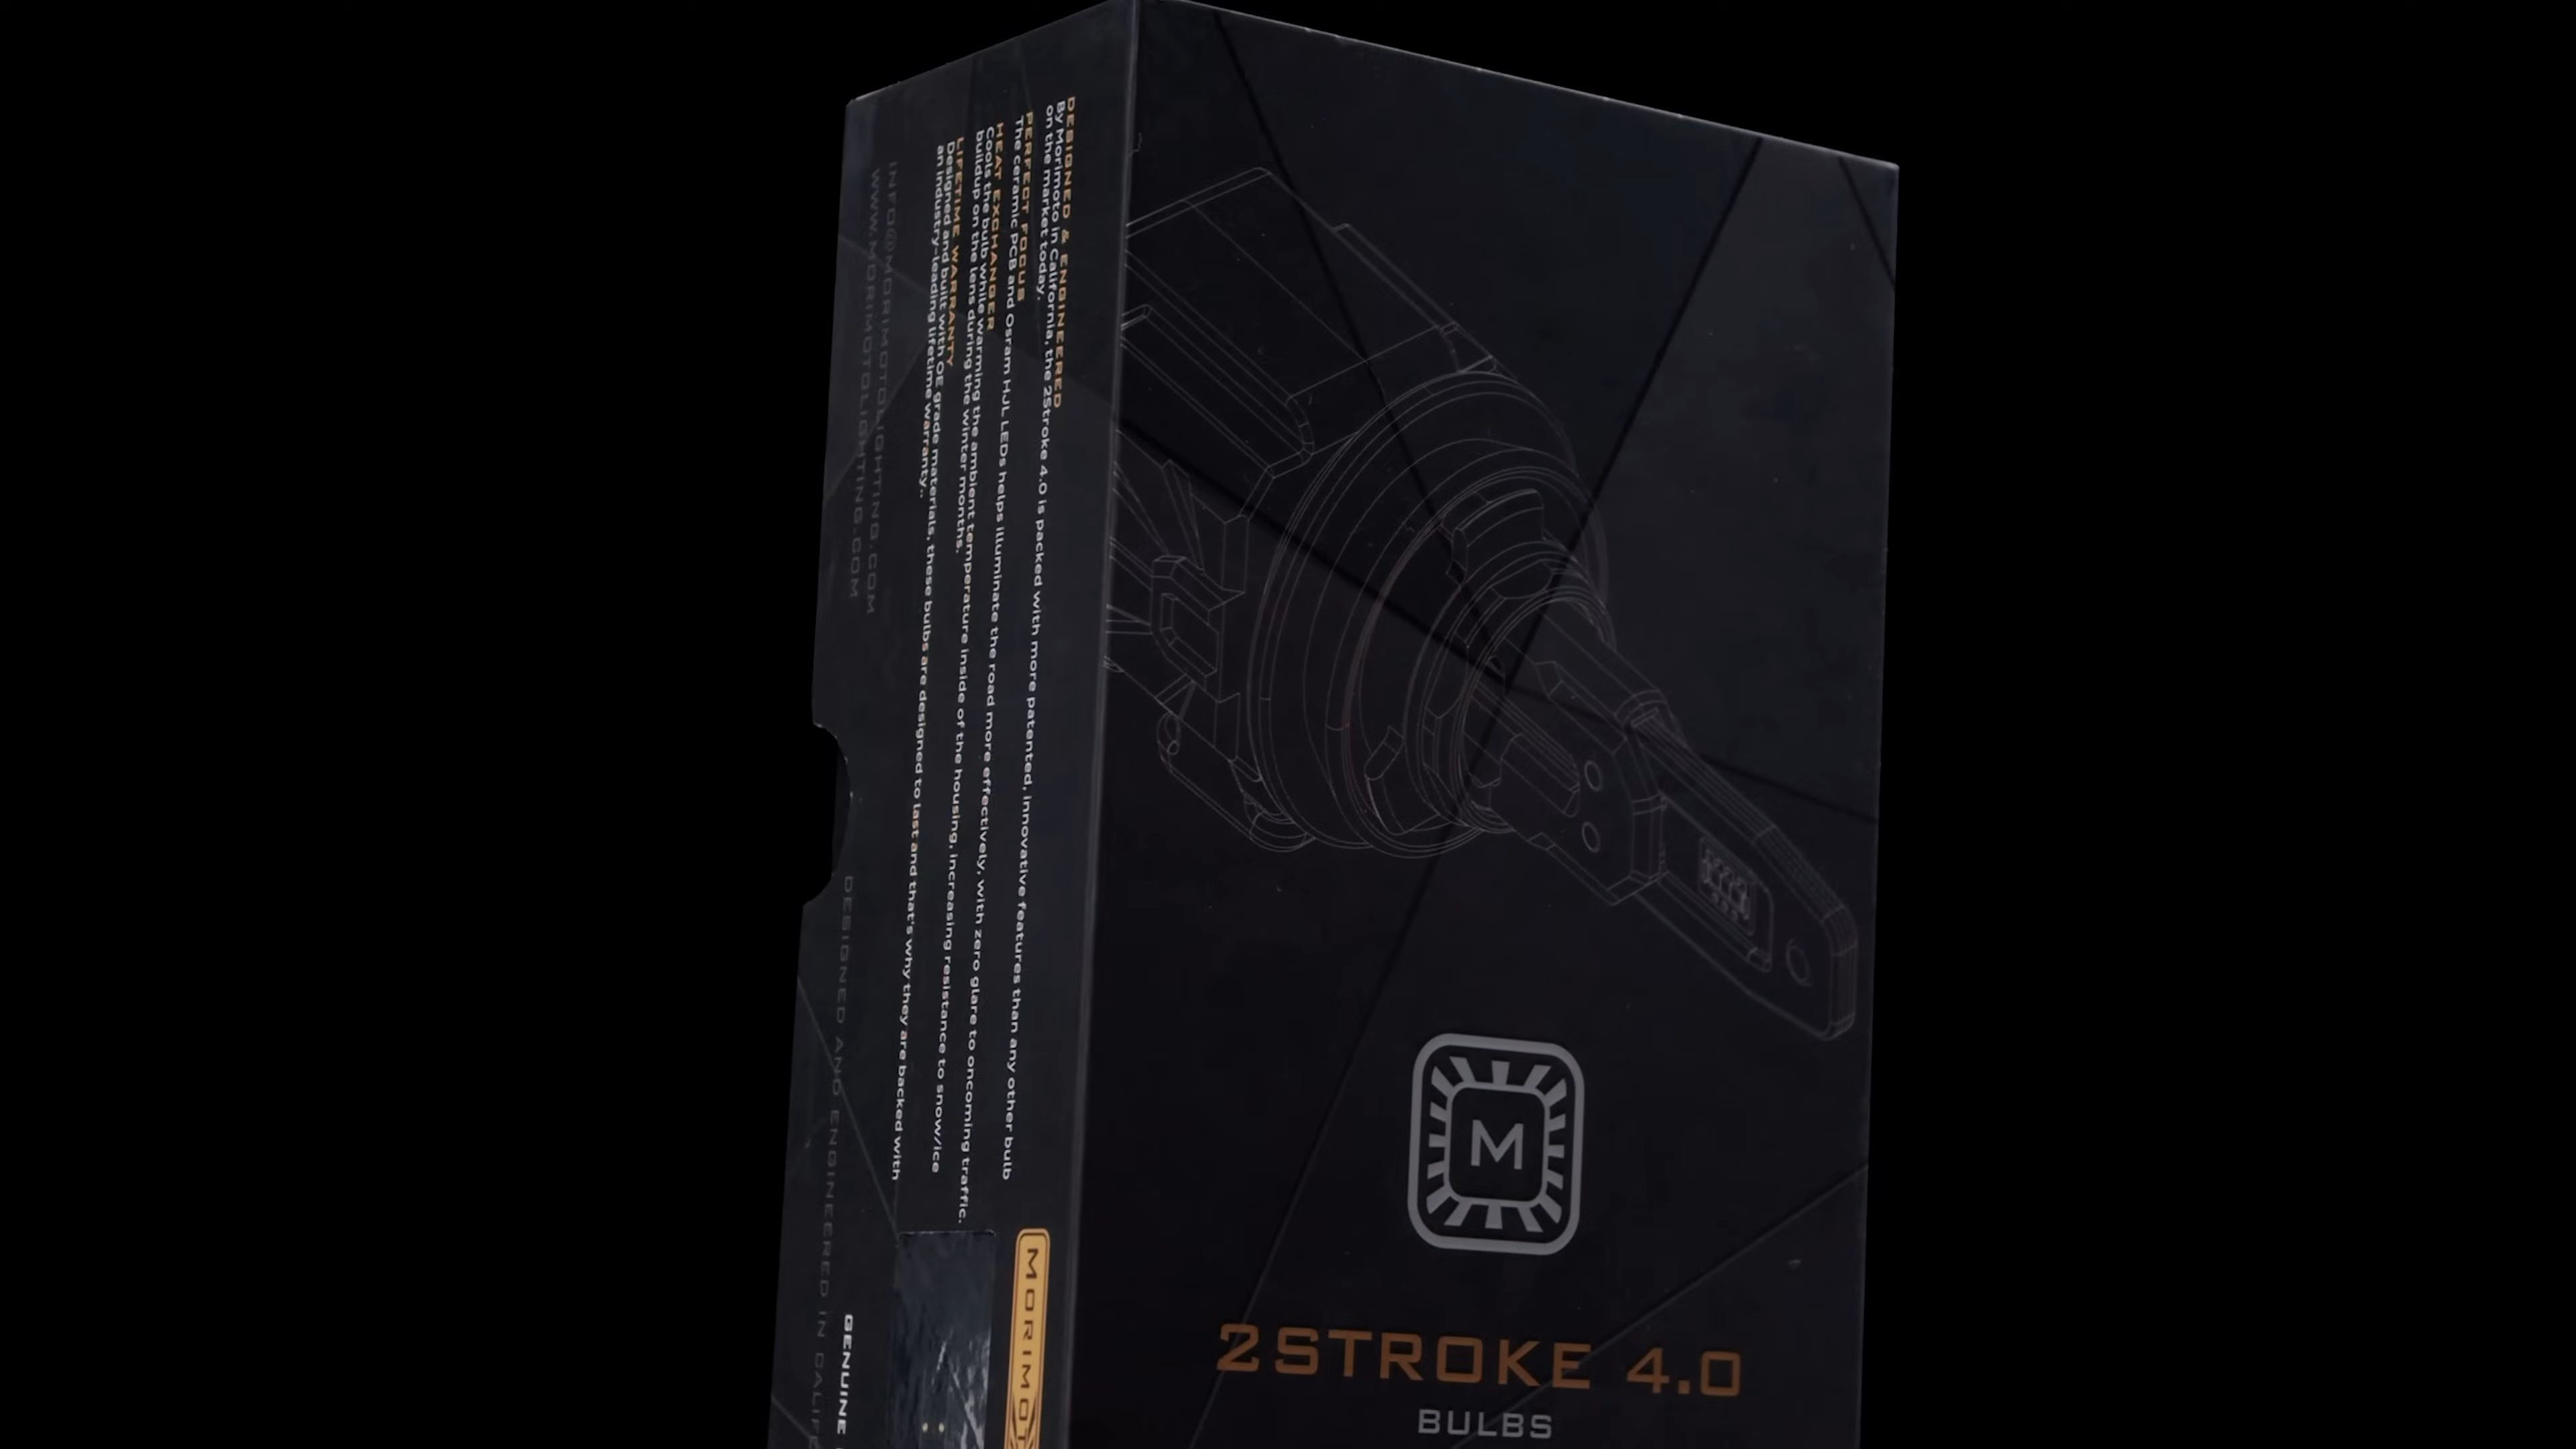 DESIGNED & ENGINEERED
By Morimoto in California, the 2Stroke 4.0 is packed with more patented, innovative features than any other bulb
on the market today.
PERFECT FOCUS
The ceramic PCB and Osram HJL LEDs helps illuminate the road more effectively, with zero glare to oncoming traffic.
HEAT EXCHANGER
Cools the bulb while warming the ambient temperature inside of the housing, increasing resistance to snow/ice
buildup on the lens during the winter months.
LIFETIME WARRANTY
Designed and built with OE grade materials, these bulbs are designed to last and that's why they are backed with
an industry-leading lifetime warranty..
INFO@MORIMOTOLIGHTING.COM
WWW.MORIMOTOLIGHTING.COM
DESIGNED AND ENGINEERED IN CALIF
GENUINE
MORIMOT
M
2STROKE 4.0
BULBS